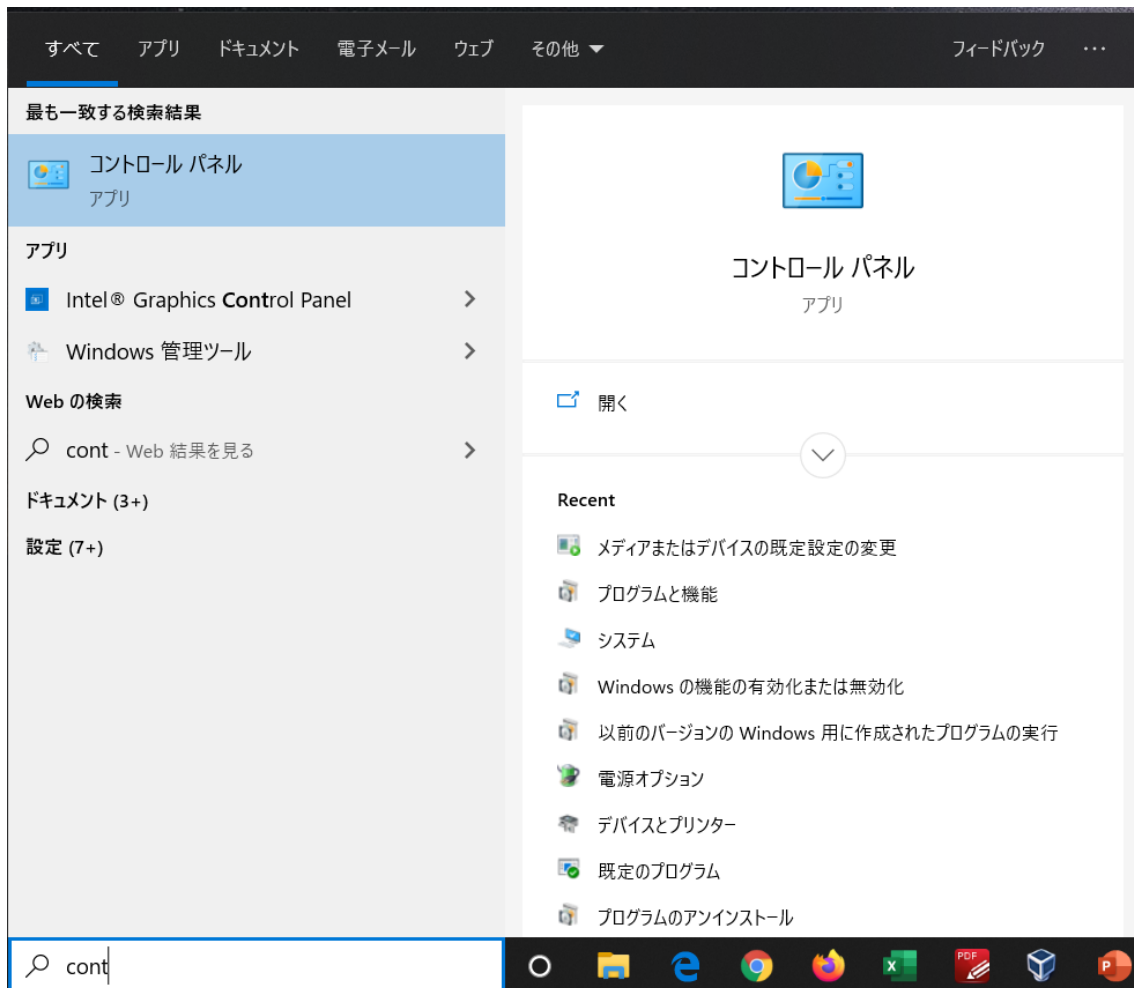 すべて アプリ ドキュメント 電子メール ウェブ その他 フィードバック ...
最も一致する検索結果
コントロール パネル
アプリ
アプリ
Intel® Graphics Control Panel
Windows 管理ツール
Web の検索
cont - Web 結果を見る
ドキュメント (3+)
設定 (7+)
コントロール パネル
アプリ
開く
Recent
メディアまたはデバイスの既定設定の変更
プログラムと機能
システム
Windows の機能の有効化または無効化
以前のバージョンの Windows 用に作成されたプログラムの実行
電源オプション
デバイスとプリンター
既定のプログラム
プログラムのアンインストール
cont
X PDF P